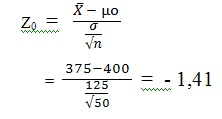 Z₀ = X̄ − μo / (σ / √n)
= 375−400 / (125 / √50) = - 1,41